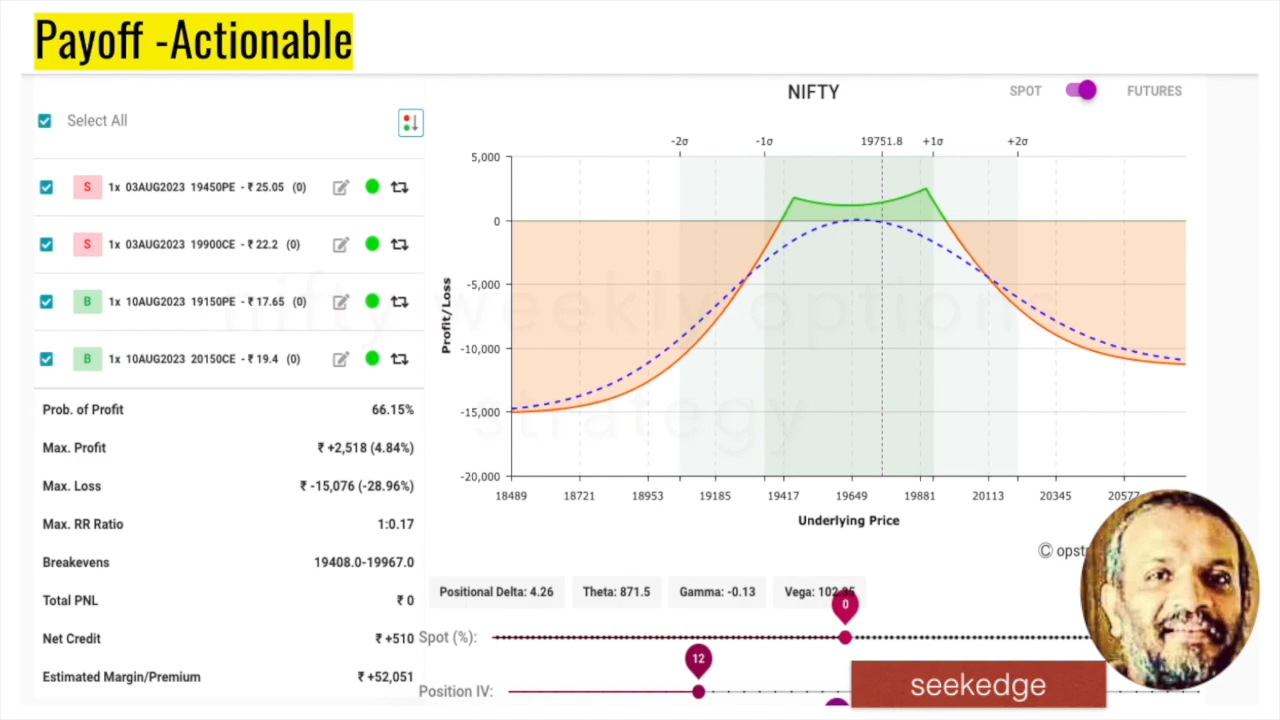 Payoff -Actionable
Select All
S 1x 03AUG2023 19450PE - ₹ 25.05 (0)
S 1x 03AUG2023 19900CE - ₹ 22.2 (0)
B 1x 10AUG2023 19150PE - ₹ 17.65 (0)
B 1x 10AUG2023 20150CE - ₹ 19.4 (0)
Prob. of Profit 66.15%
Max. Profit ₹ +2,518 (4.84%)
Max. Loss ₹ -15,076 (-28.96%)
Max. RR Ratio 1:0.17
Breakevens 19408.0-19967.0
Total PNL ₹ 0
Net Credit ₹ +510
Estimated Margin/Premium ₹ +52,051
NIFTY
SPOT FUTURES
-2σ -1σ 19751.8 +1σ +2σ
5,000
0
-5,000
-10,000
-15,000
-20,000
Profit/Loss
18489 18721 18953 19185 19417 19649 19881 20113 20345 20577
Underlying Price
nifty weekly option
strategy
©
Positional Delta: 4.26 Theta: 871.5 Gamma: -0.13 Vega:
0
Spot (%):
12
Position IV:
seekedge